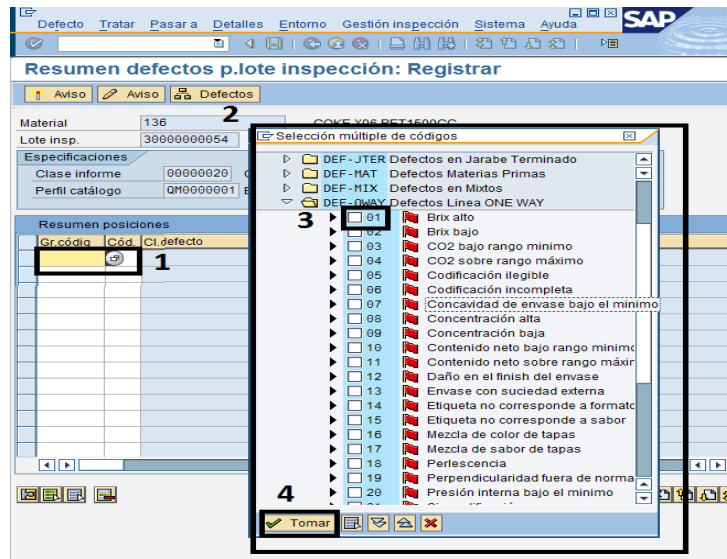 Defecto Tratar Pasar a Detalles Entorno Gestión inspección Sistema Ayuda
SAP
Resumen defectos p.lote inspección: Registrar
Aviso Aviso Defectos
2
Material 136 COKE X06 PET1500CC
Lote insp. 30000000054
Selección múltiple de códigos
Especificaciones
Clase informe 00000020
Perfil catálogo QM0000001
DEF-JTER Defectos en Jarabe Terminado
DEF-MAT Defectos Materias Primas
DEF-MIX Defectos en Mixtos
DEF-OWAY Defectos Linea ONE WAY
3
Resumen posiciones
Gr.códig Cód. Cl.defecto
1
01 Brix alto
02 Brix bajo
03 CO2 bajo rango minimo
04 CO2 sobre rango máximo
05 Codificación ilegible
06 Codificación incompleta
07 Concavidad de envase bajo el minimo
08 Concentración alta
09 Concentración baja
10 Contenido neto bajo rango minimo
11 Contenido neto sobre rango máxir
12 Daño en el finish del envase
13 Envase con suciedad externa
14 Etiqueta no corresponde a formato
15 Etiqueta no corresponde a sabor
16 Mezcla de color de tapas
17 Mezcla de sabor de tapas
18 Perlescencia
19 Perpendicularidad fuera de norma
20 Presión interna bajo el minimo
4
Tomar